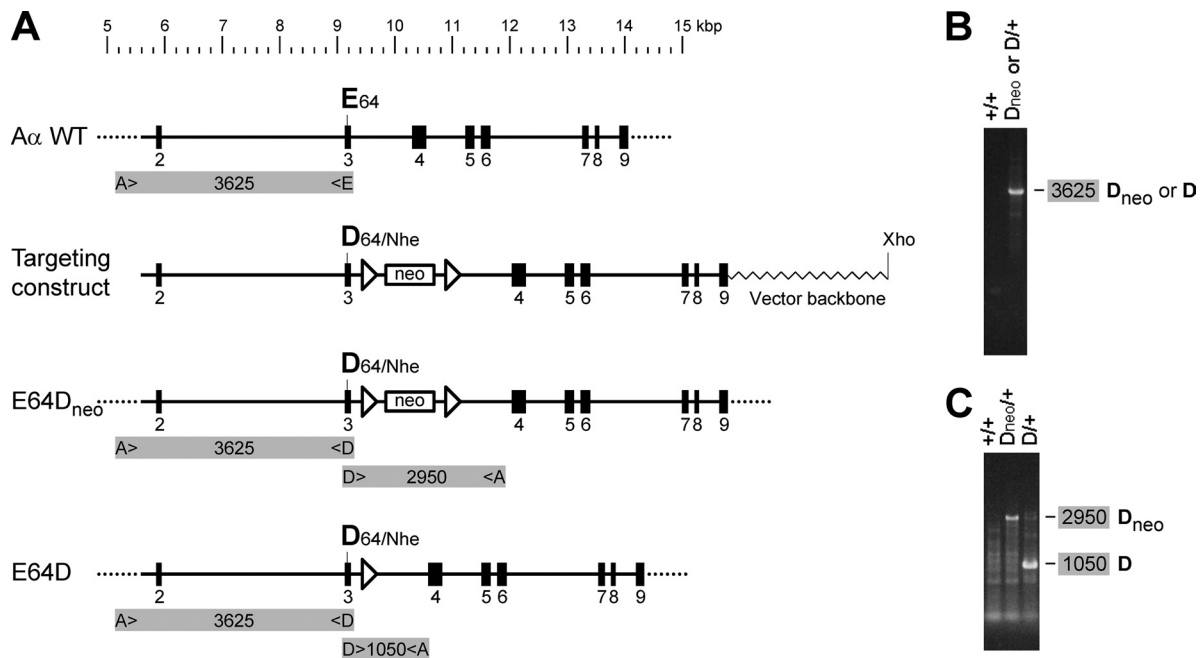 A
5 6 7 8 9 10 11 12 13 14 15 kbp
E64
Aα WT
2 3 4 5 6 7 8 9
A> 3625 <E
D64/Nhe
Xho
Targeting
construct
neo
2 3 4 5 6 7 8 9
Vector backbone
D64/Nhe
E64Dneo
neo
2 3 4 5 6 7 8 9
A> 3625 <D
D> 2950 <A
D64/Nhe
E64D
2 3 4 5 6 7 8 9
A> 3625 <D
D>1050<A
B
+/+
Dneo or D/+
3625 Dneo or D
C
+/+
Dneo/+
D/+
2950 Dneo
1050 D